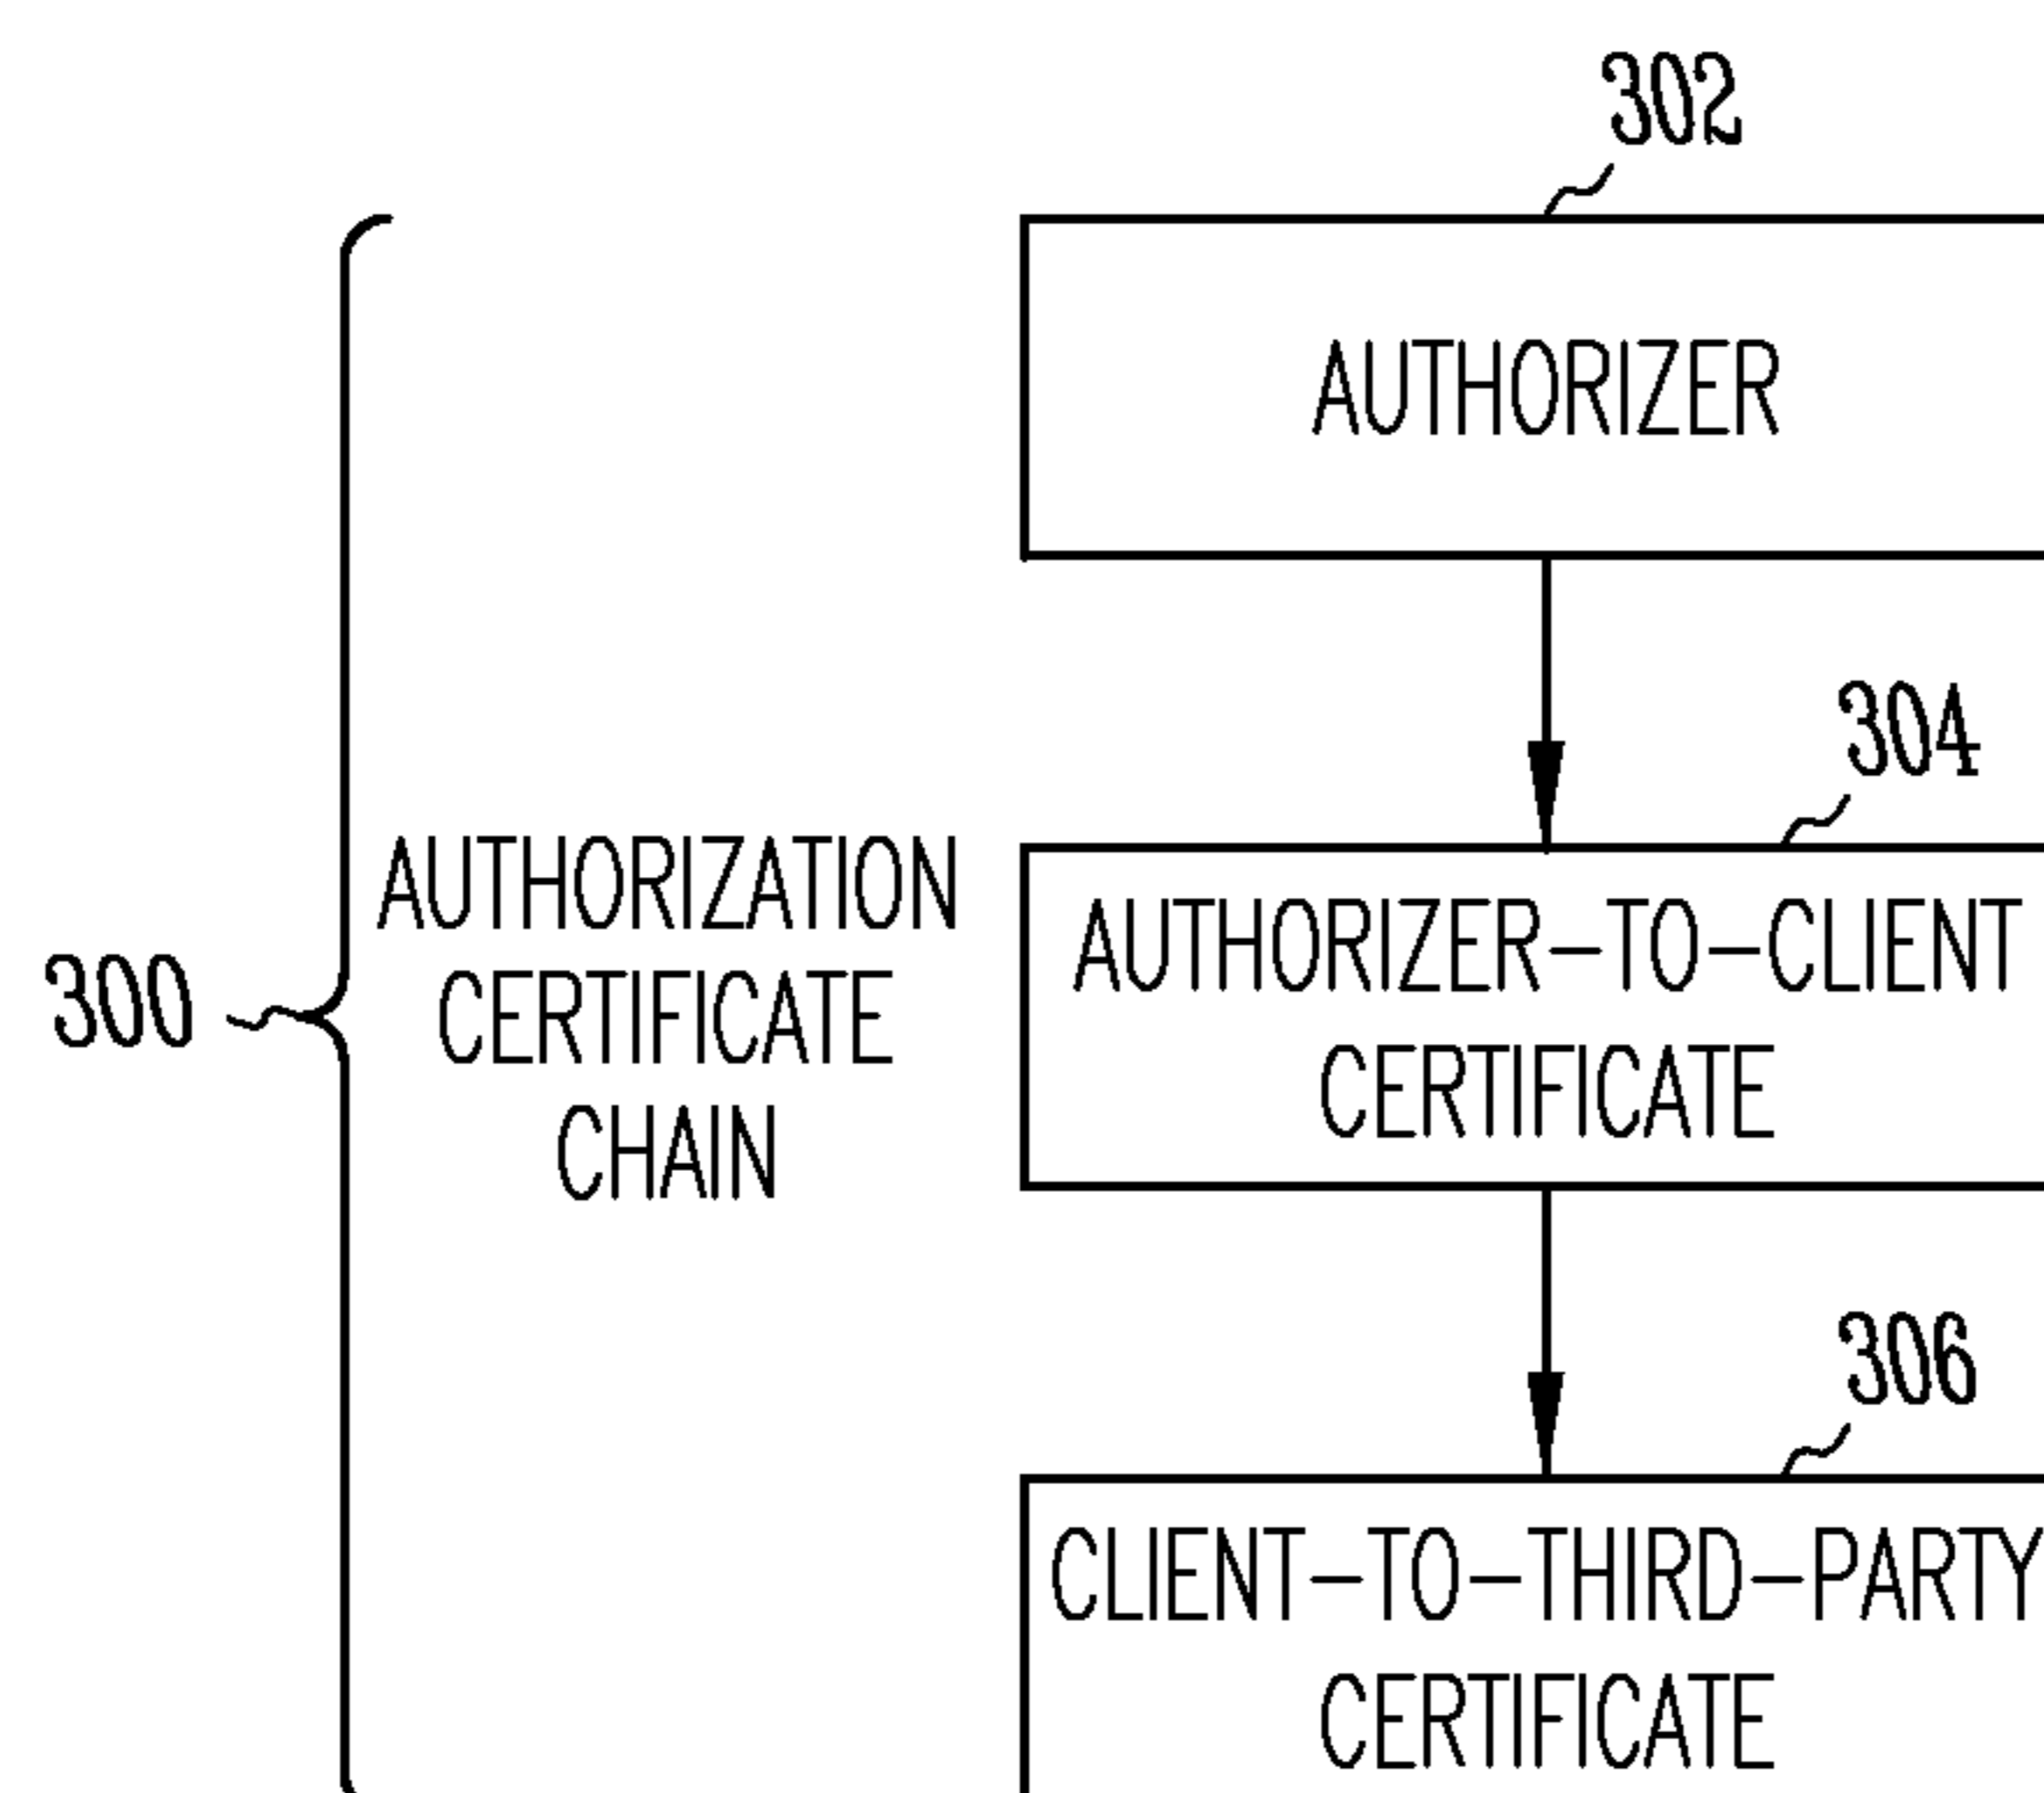 302
AUTHORIZER
304
AUTHORIZER-TO-CLIENT
CERTIFICATE
300
AUTHORIZATION
CERTIFICATE
CHAIN
306
CLIENT-TO-THIRD-PARTY
CERTIFICATE